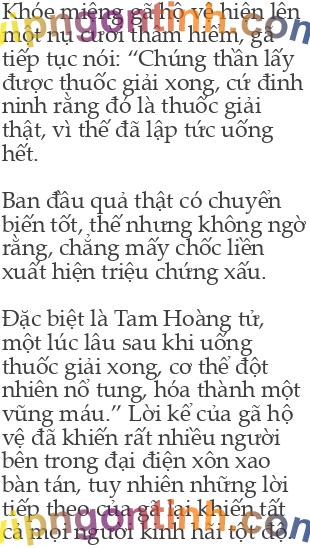 Khóe miệng gã hộ vệ hiện lên
một nụ cười thâm hiểm, gã
tiếp tục nói: “Chúng thần lấy
được thuốc giải xong, cứ đinh
ninh rằng đó là thuốc giải
thật, vì thế đã lập tức uống
hết.
Ban đầu quả thật có chuyển
biến tốt, thế nhưng không ngờ
rằng, chẳng mấy chốc liền
xuất hiện triệu chứng xấu.
Đặc biệt là Tam Hoàng tử,
một lúc lâu sau khi uống
thuốc giải xong, cơ thể đột
nhiên nổ tung, hóa thành một
vũng máu.” Lời kể của gã hộ
vệ đã khiến rất nhiều người
bên trong đại điện xôn xao
bàn tán, tuy nhiên những lời
tiếp theo của gã lại khiến tất
cả mọi người kinh hãi tột độ.
vipngontinh.com
vipngontinh.com